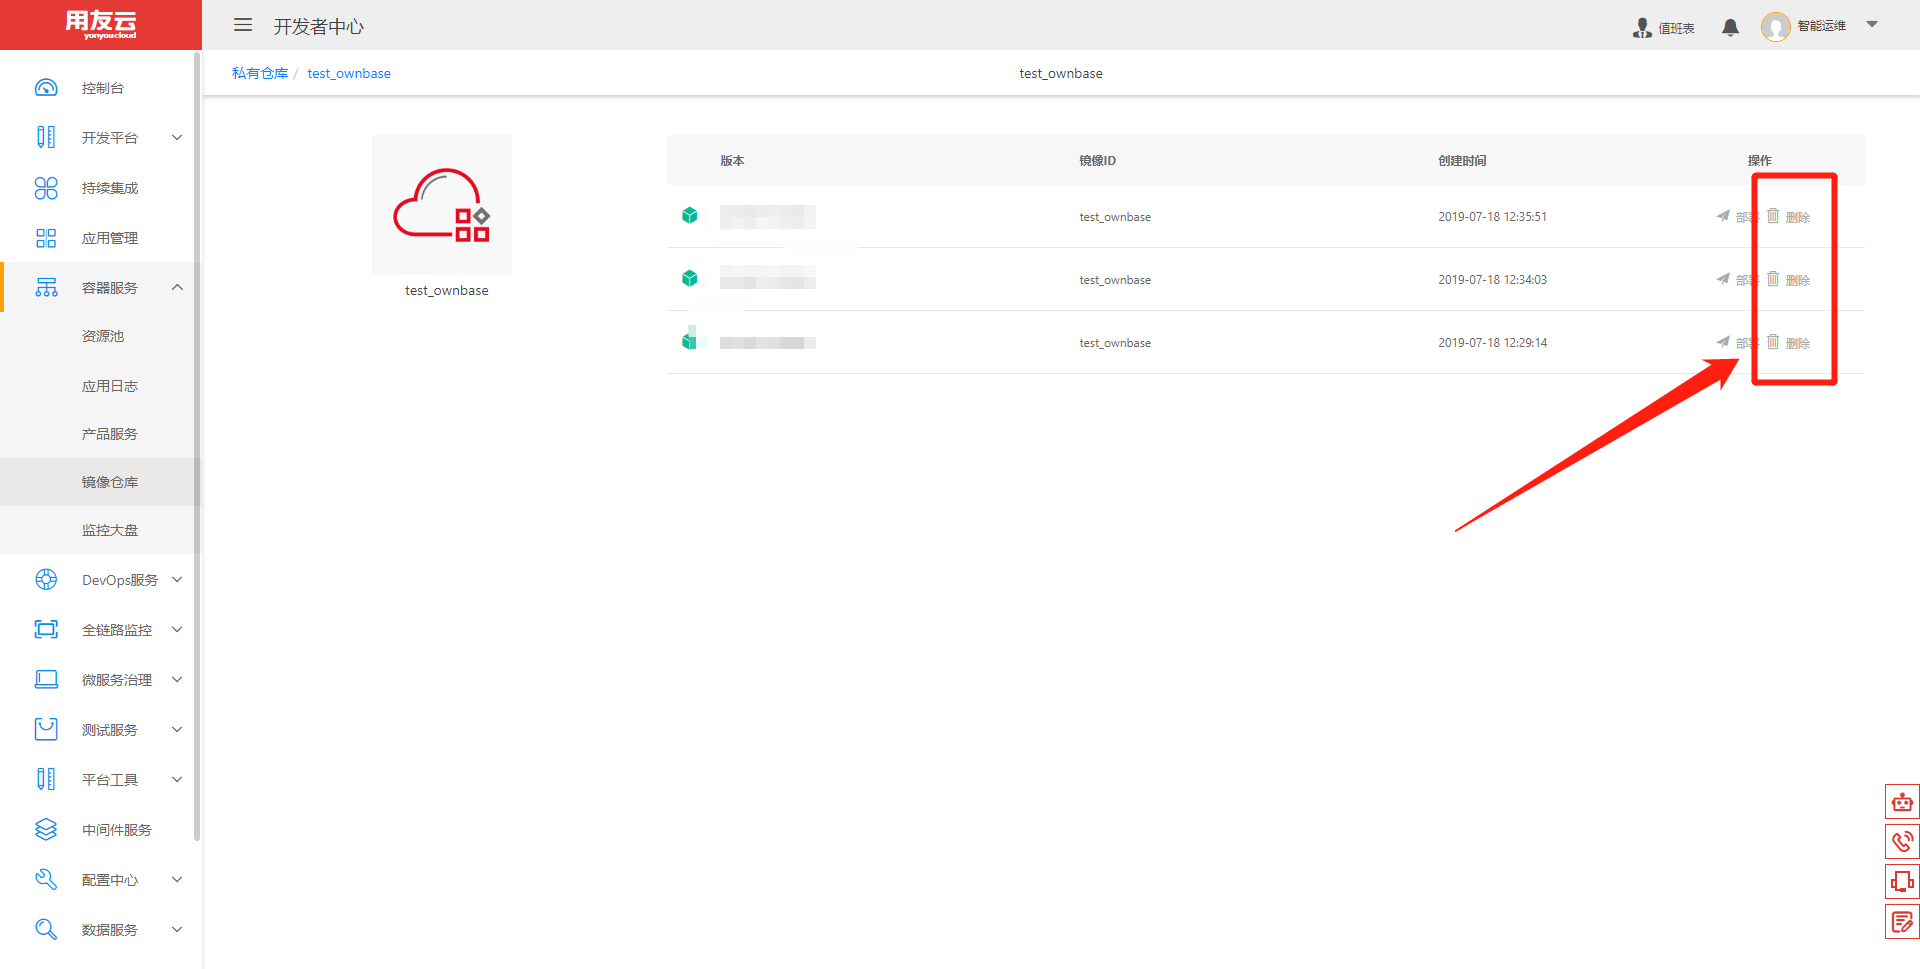 用友云
yonyoucloud
开发者中心
值班表
智能运维
私有仓库 / test_ownbase
test_ownbase
控制台
开发平台
持续集成
应用管理
容器服务
资源池
应用日志
产品服务
镜像仓库
监控大盘
DevOps服务
全链路监控
微服务治理
测试服务
平台工具
中间件服务
配置中心
数据服务
test_ownbase
版本 镜像ID 创建时间 操作
test_ownbase 2019-07-18 12:35:51 部署 删除
test_ownbase 2019-07-18 12:34:03 部署 删除
test_ownbase 2019-07-18 12:29:14 部署 删除